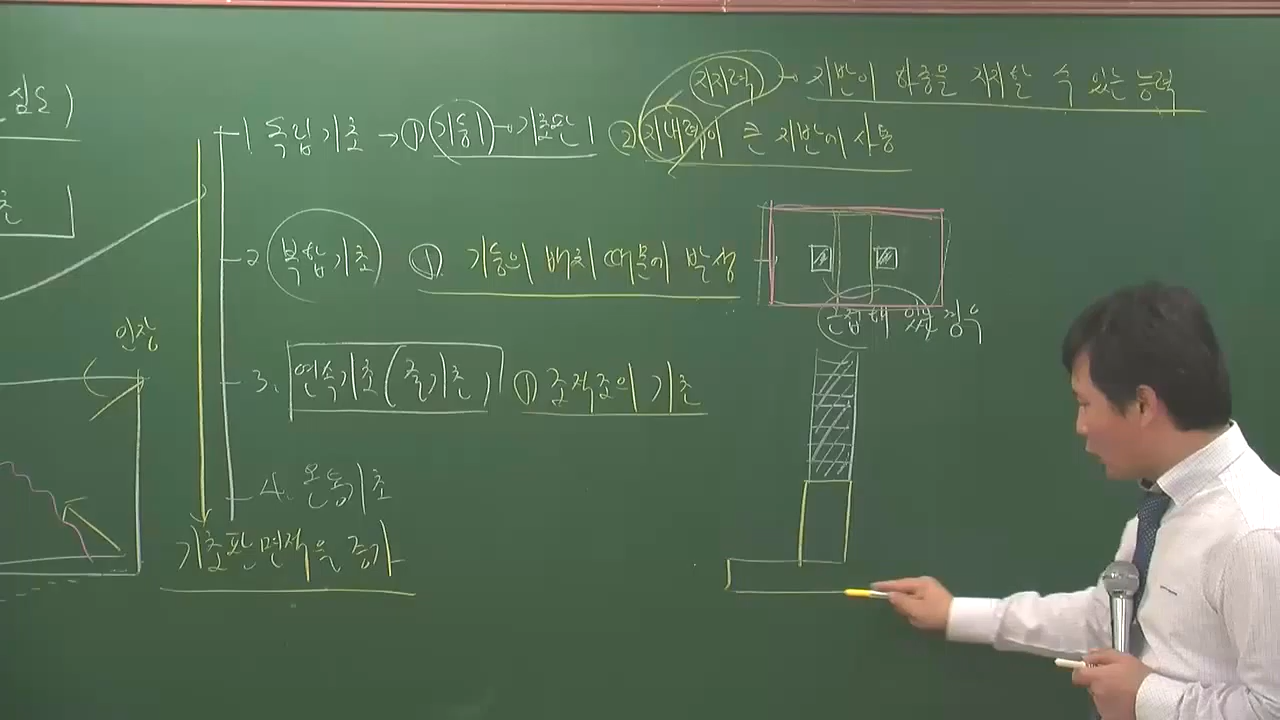 지지력 → 지반이 하중을 지지할 수 있는 능력
심도)
1. 독립기초 → ① 기둥1 → 기초판1 ② 지내력이 큰 지반에 사용
초
2. 복합기초 ① 기둥의 배치 때문에 발생
근접해 있는 경우
인장
3. 연속기초(줄기초) ① 조적조의 기초
4. 온통기초
기초판 면적을 증가